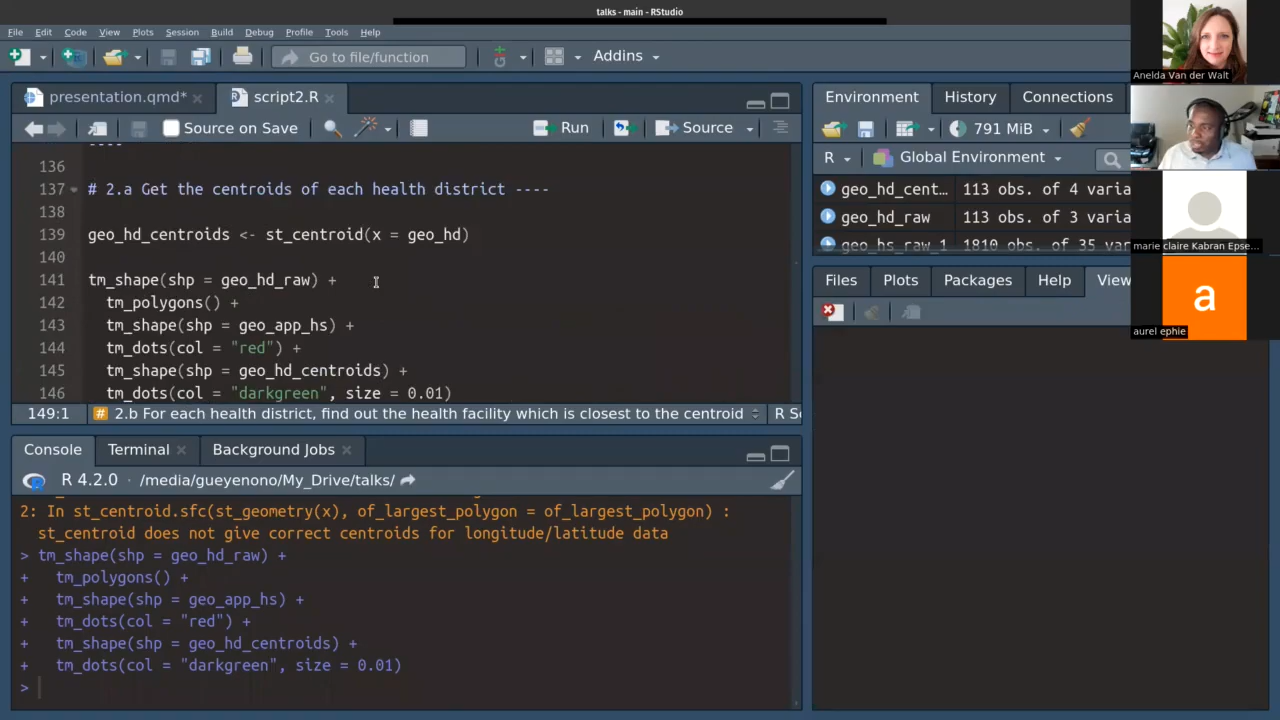 talks - main - RStudio
File Edit Code View Plots Session Build Debug Profile Tools Help
Go to file/function Addins
presentation.qmd* script2.R
Source on Save Run Source
136
137 # 2.a Get the centroids of each health district ----
138
139 geo_hd_centroids <- st_centroid(x = geo_hd)
140
141 tm_shape(shp = geo_hd_raw) +
142 tm_polygons() +
143 tm_shape(shp = geo_app_hs) +
144 tm_dots(col = "red") +
145 tm_shape(shp = geo_hd_centroids) +
146 tm_dots(col = "darkgreen", size = 0.01)
149:1 # 2.b For each health district, find out the health facility which is closest to the centroid R Sc
Console Terminal Background Jobs
R 4.2.0 · /media/gueyenono/My_Drive/talks/
2: In st_centroid.sfc(st_geometry(x), of_largest_polygon = of_largest_polygon) :
st_centroid does not give correct centroids for longitude/latitude data
> tm_shape(shp = geo_hd_raw) +
+ tm_polygons() +
+ tm_shape(shp = geo_app_hs) +
+ tm_dots(col = "red") +
+ tm_shape(shp = geo_hd_centroids) +
+ tm_dots(col = "darkgreen", size = 0.01)
>
Environment History Connections
791 MiB
R Global Environment
geo_hd_cent… 113 obs. of 4 varia
geo_hd_raw 113 obs. of 3 varia
geo_hs_raw_1 1810 obs. of 35 varia
Files Plots Packages Help View
Anelda Van der Walt
marie claire Kabran Epse...
a
aurel ephie